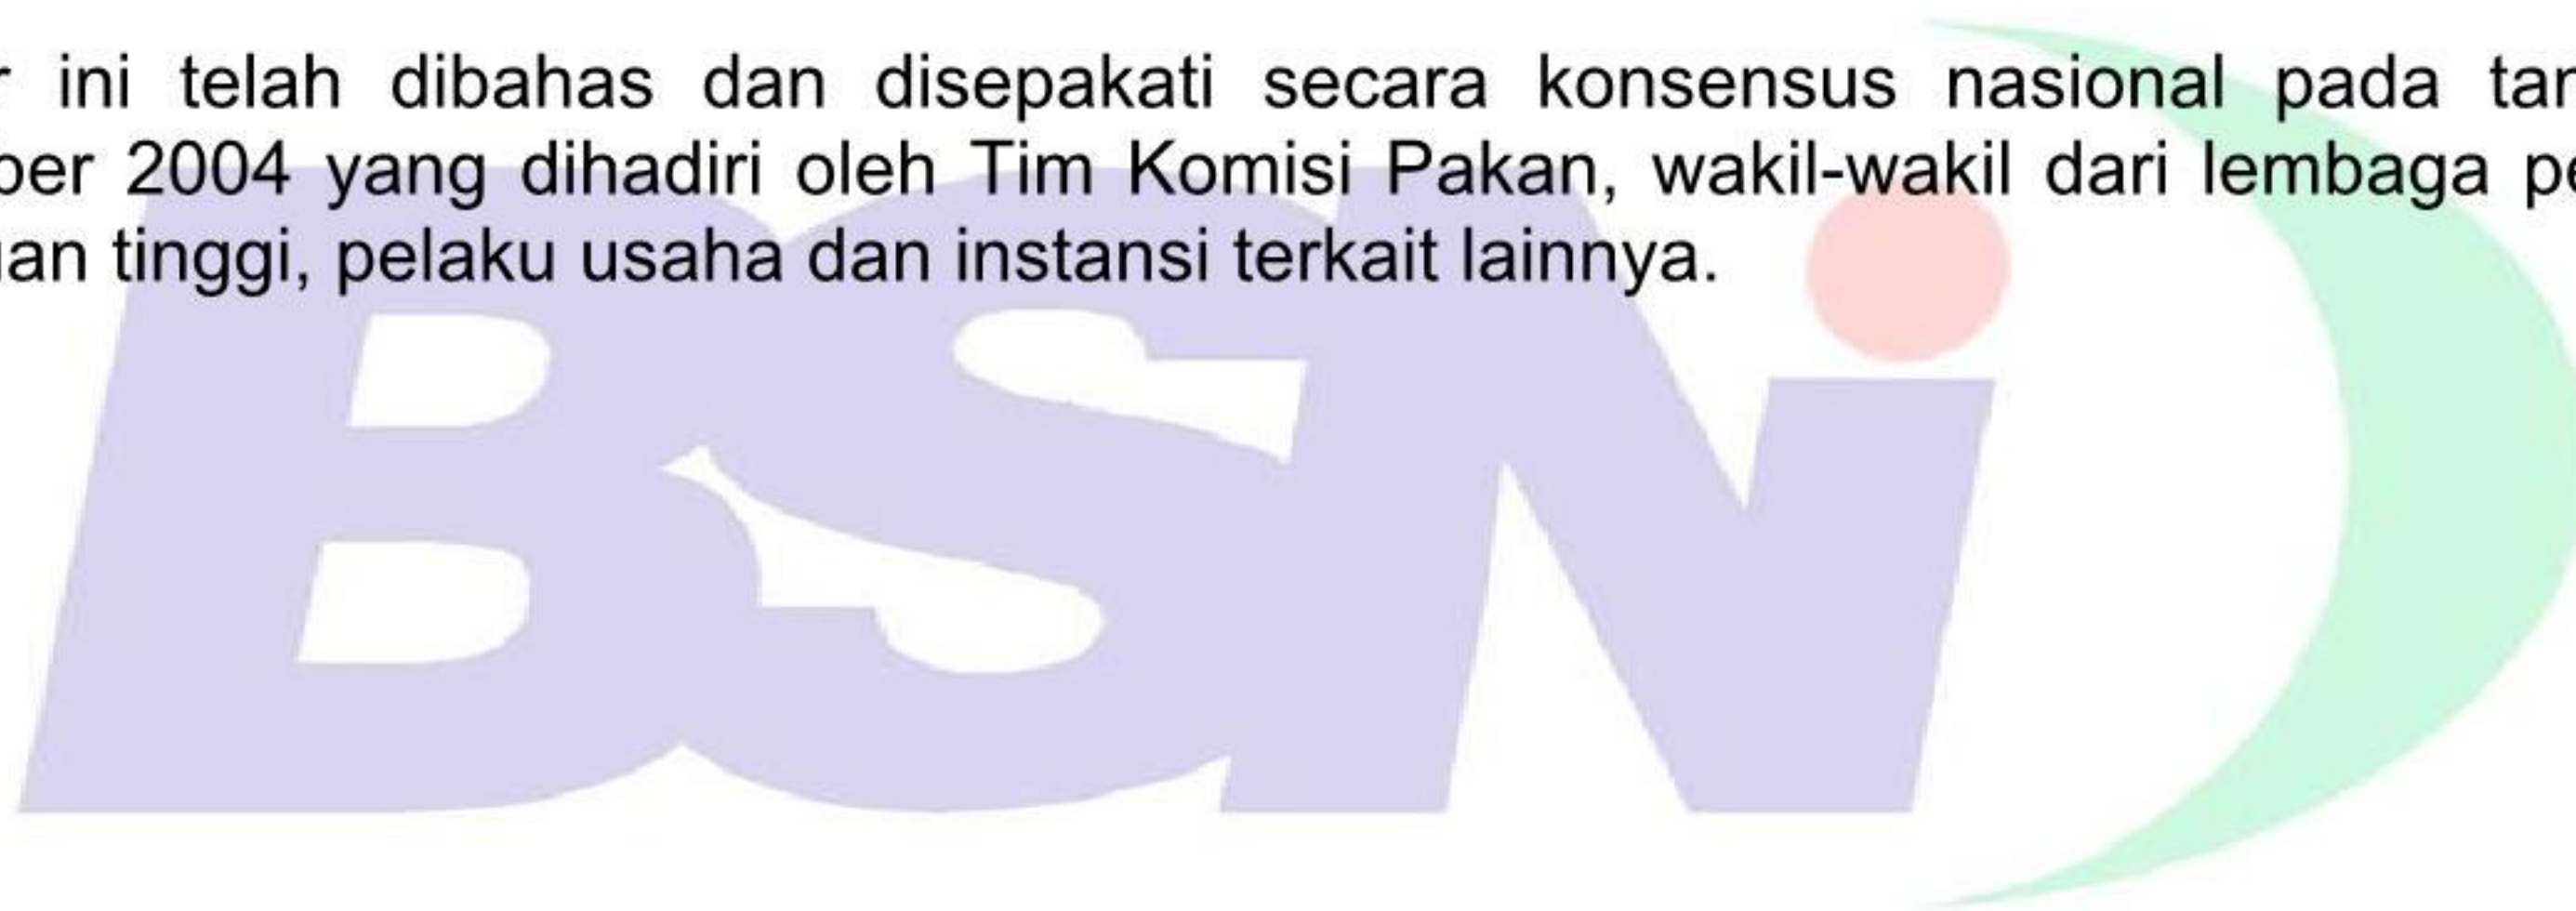 ini telah dibahas dan disepakati secara konsensus nasional pada
2004 yang dihadiri oleh Tim Komisi Pakan, wakil-wakil dari lembaga
tinggi, pelaku usaha dan instansi terkait lainnya.
BSNi